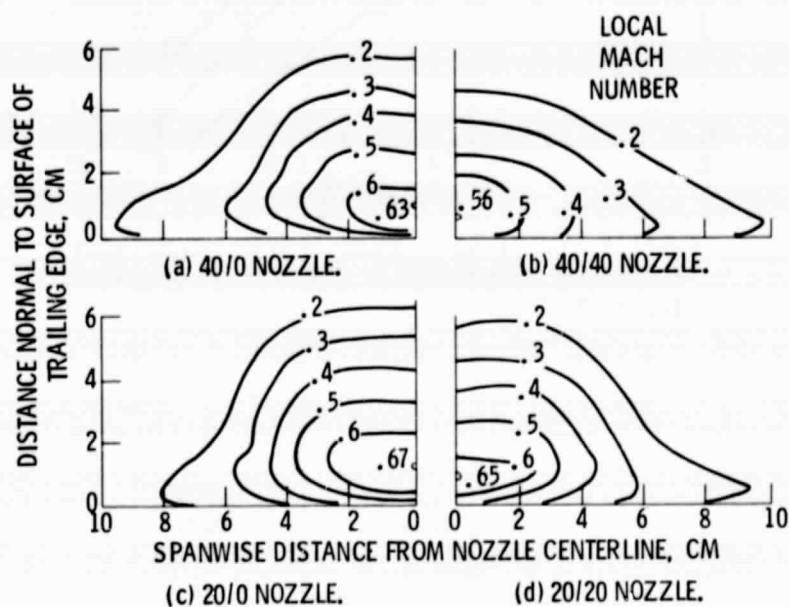 LOCAL
MACH
NUMBER
DISTANCE NORMAL TO SURFACE OF
TRAILING EDGE, CM
6
4
2
0
.2
.3
.4
.5
.6
.63
(a) 40/0 NOZZLE.
.2
.3
.4
.5
.56
(b) 40/40 NOZZLE.
6
4
2
0
.2
.3
.4
.5
.6
.67
10 8 6 4 2 0
.2
.3
.4
.5
.6
.65
0 2 4 6 8 10
SPANWISE DISTANCE FROM NOZZLE CENTERLINE, CM
(c) 20/0 NOZZLE.
(d) 20/20 NOZZLE.